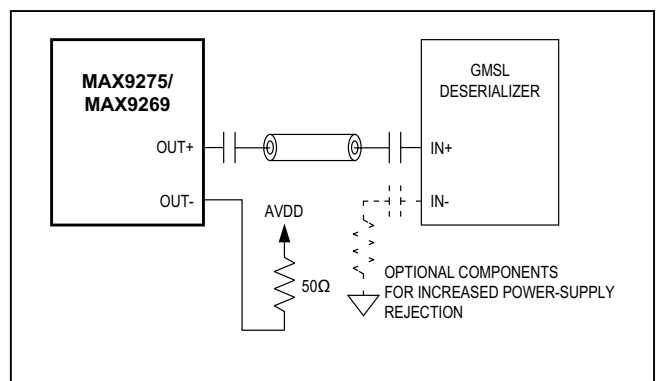 MAX9275/
MAX9269
OUT+
OUT-
AVDD
50Ω
GMSL
DESERIALIZER
IN+
IN-
OPTIONAL COMPONENTS
FOR INCREASED POWER-SUPPLY
REJECTION